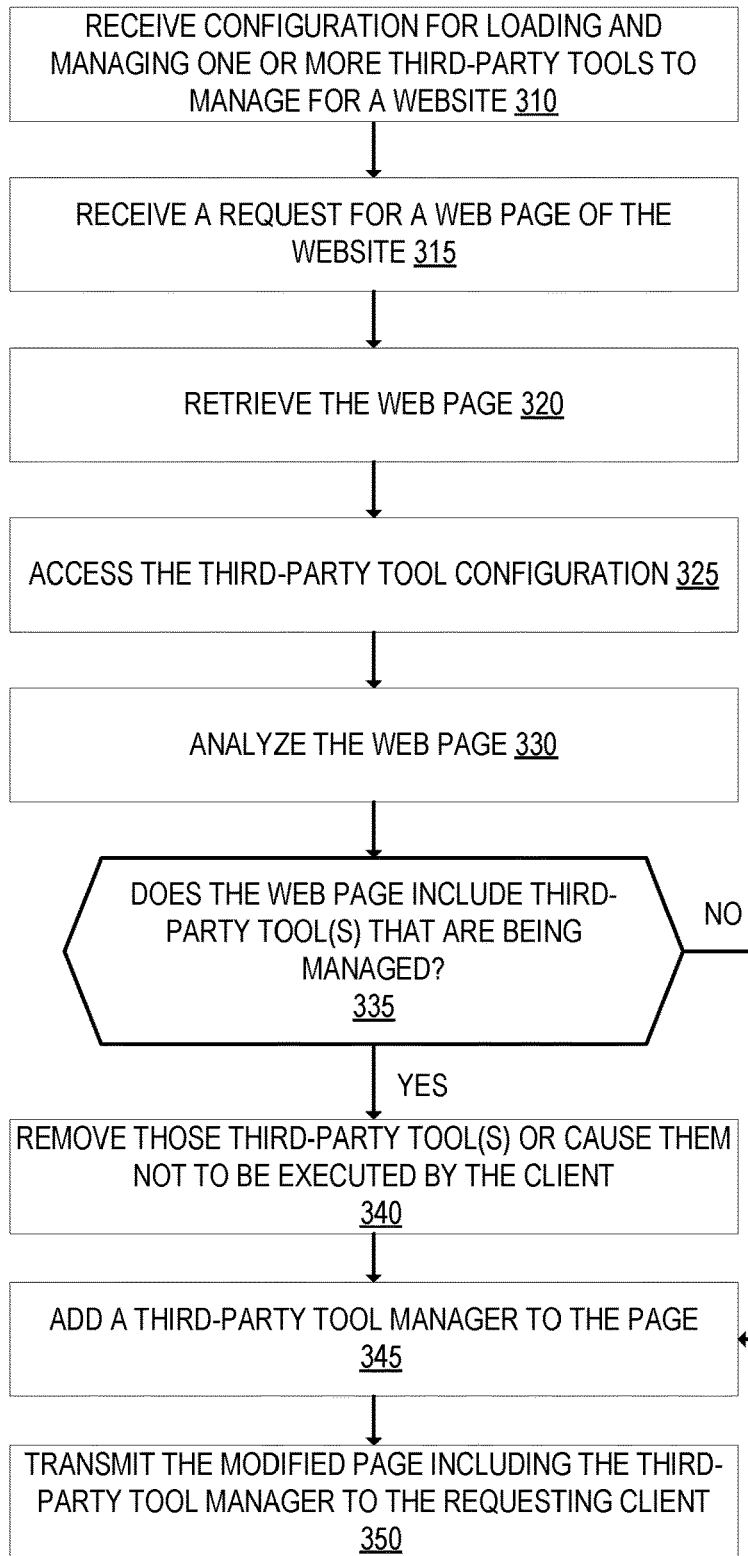 RECEIVE CONFIGURATION FOR LOADING AND
MANAGING ONE OR MORE THIRD-PARTY TOOLS TO
MANAGE FOR A WEBSITE 310
RECEIVE A REQUEST FOR A WEB PAGE OF THE
WEBSITE 315
RETRIEVE THE WEB PAGE 320
ACCESS THE THIRD-PARTY TOOL CONFIGURATION 325
ANALYZE THE WEB PAGE 330
DOES THE WEB PAGE INCLUDE THIRD-
PARTY TOOL(S) THAT ARE BEING
MANAGED?
335
NO
YES
REMOVE THOSE THIRD-PARTY TOOL(S) OR CAUSE THEM
NOT TO BE EXECUTED BY THE CLIENT
340
ADD A THIRD-PARTY TOOL MANAGER TO THE PAGE
345
TRANSMIT THE MODIFIED PAGE INCLUDING THE THIRD-
PARTY TOOL MANAGER TO THE REQUESTING CLIENT
350